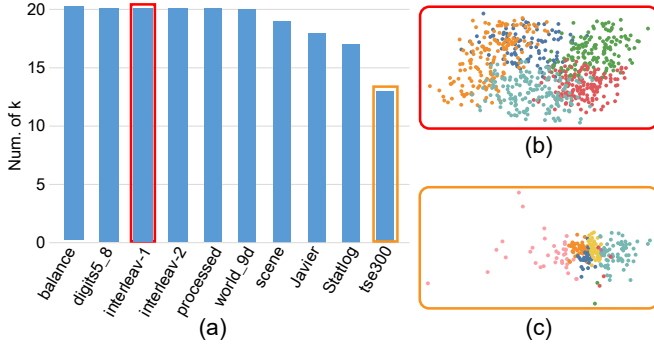 Num. of k
20
15
10
5
0
balance
digits5_8
interleav-1
interleav-2
processed
world_9d
scene
Javier
Statlog
tse300
(a)
(b)
(c)